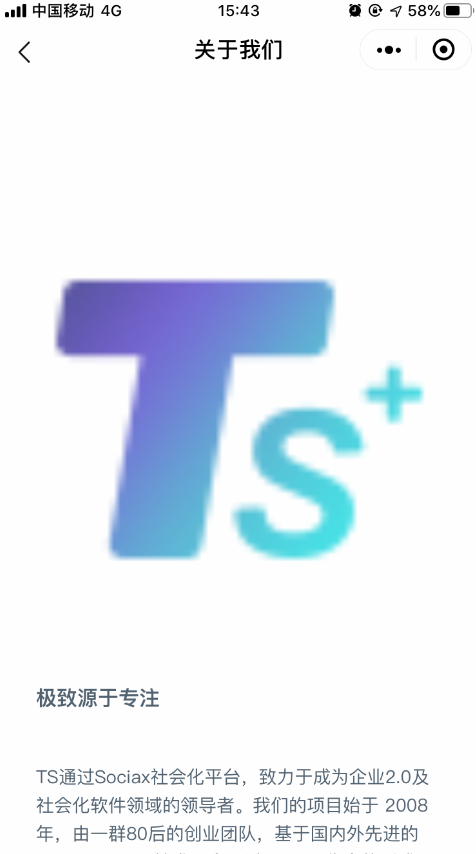 中国移动 4G 15:43 58%
关于我们
Ts+
极致源于专注
TS通过Sociax社会化平台，致力于成为企业2.0及
社会化软件领域的领导者。我们的项目始于 2008
年，由一群80后的创业团队，基于国内外先进的